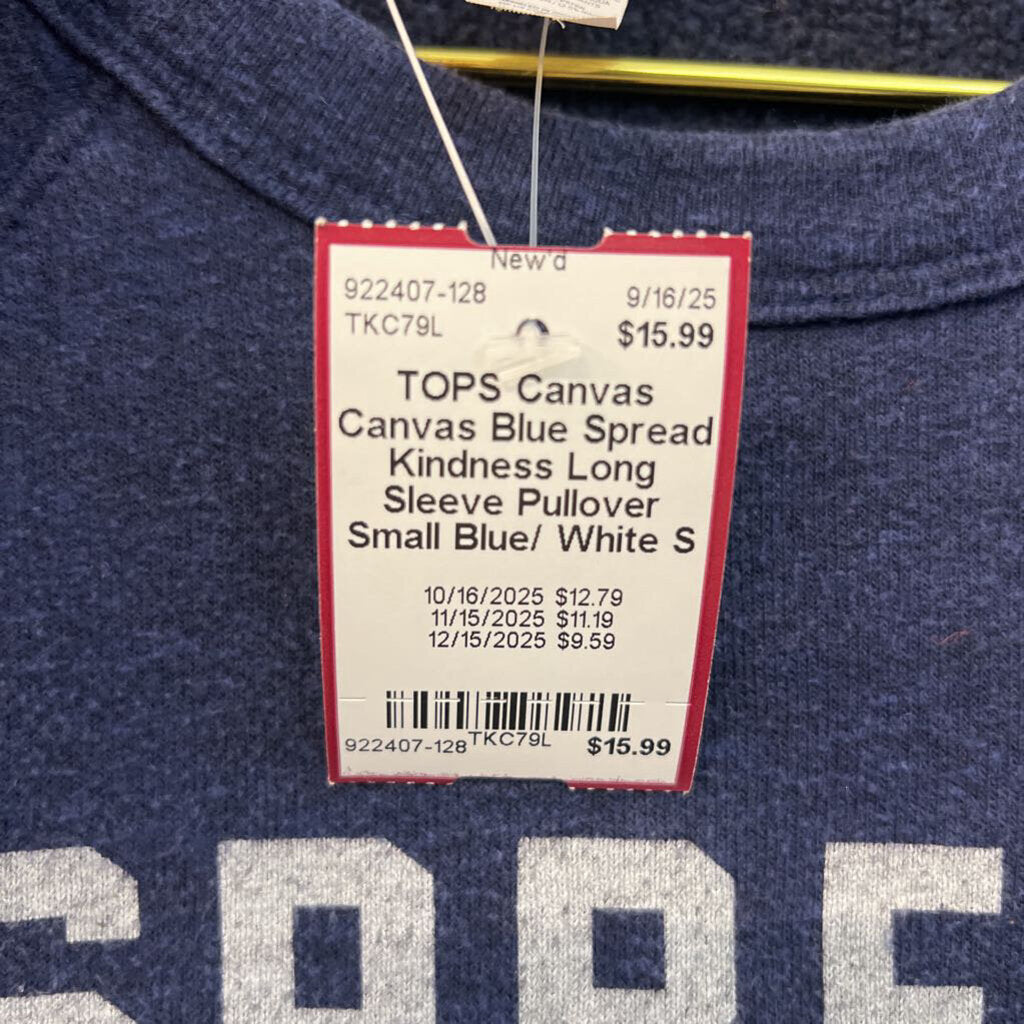 New'd
922407-128 9/16/25
TKC79L $15.99
TOPS Canvas
Canvas Blue Spread
Kindness Long
Sleeve Pullover
Small Blue/ White S
10/16/2025 $12.79
11/15/2025 $11.19
12/15/2025 $9.59
922407-128 TKC79L $15.99
SPRE